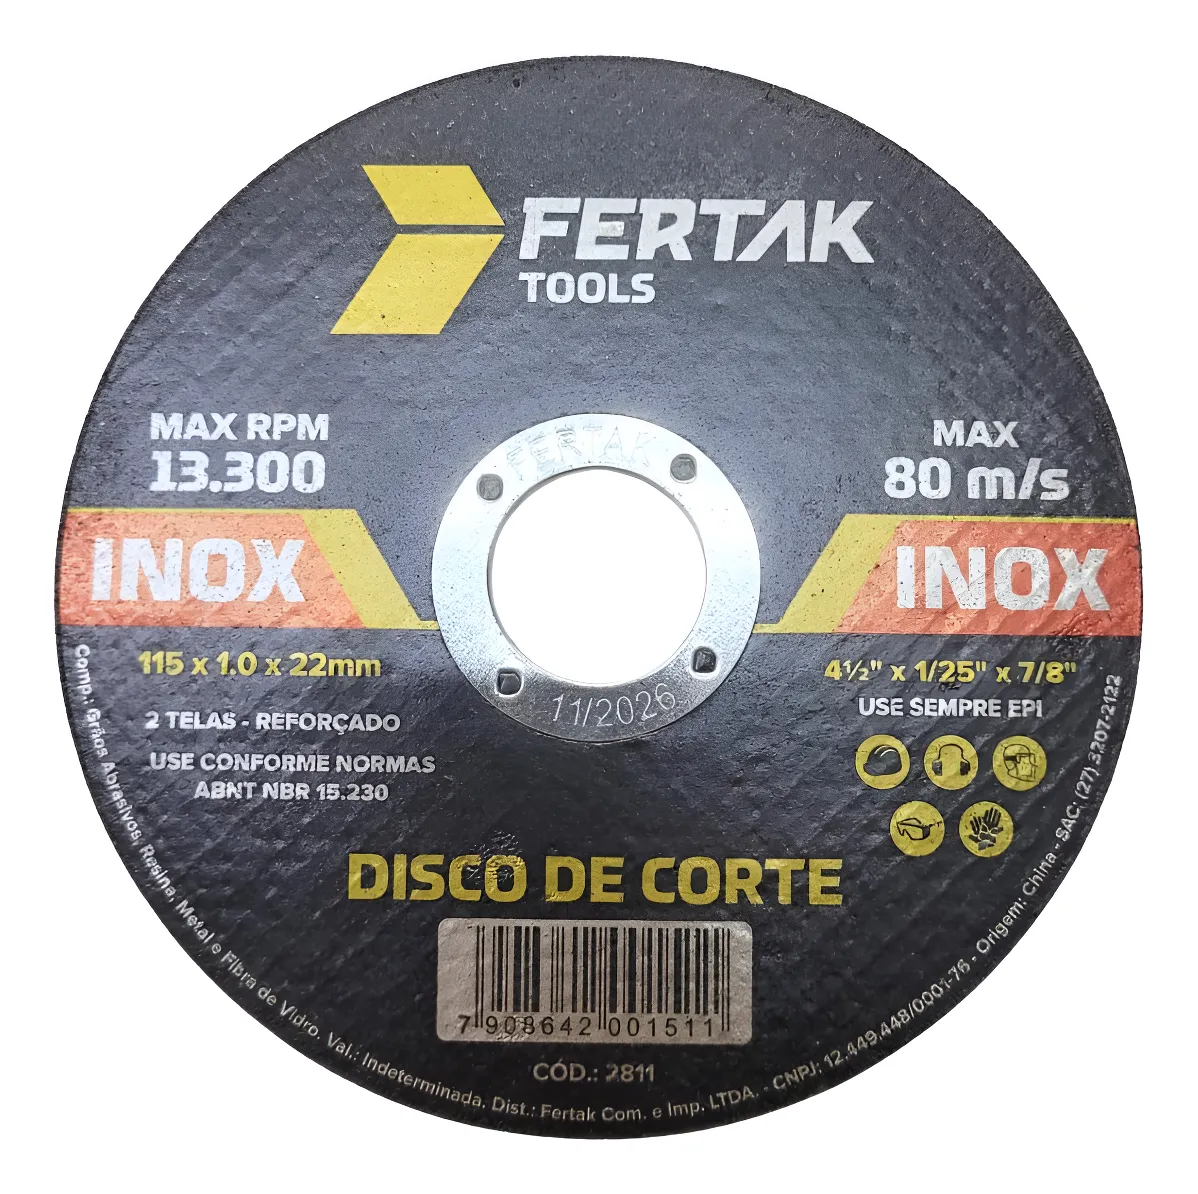 FERTAK
TOOLS
MAX RPM
13.300
MAX
80 m/s
FERTAK
INOX
INOX
115 x 1.0 x 22mm
4½" x 1/25" x 7/8"
11/2026
2 TELAS - REFORÇADO
USE SEMPRE EPI
USE CONFORME NORMAS
ABNT NBR 15.230
DISCO DE CORTE
7 908642 001511
CÓD.: 2811
Comp.: Grãos Abrasivos, Resina, Metal e Fibra de Vidro. Val.: Indeterminada. Dist.: Fertak Com. e Imp. LTDA. - CNPJ: 12.449.448/0001-76 - Origem: China - SAC: (27) 3207-2122